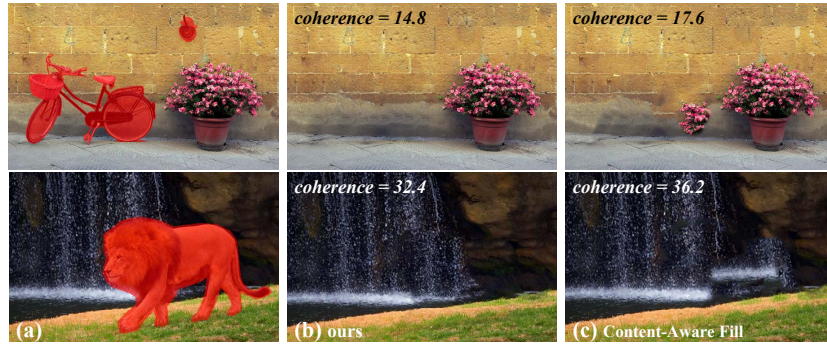 coherence = 14.8
coherence = 17.6
coherence = 32.4
coherence = 36.2
(a)
(b) ours
(c) Content-Aware Fill